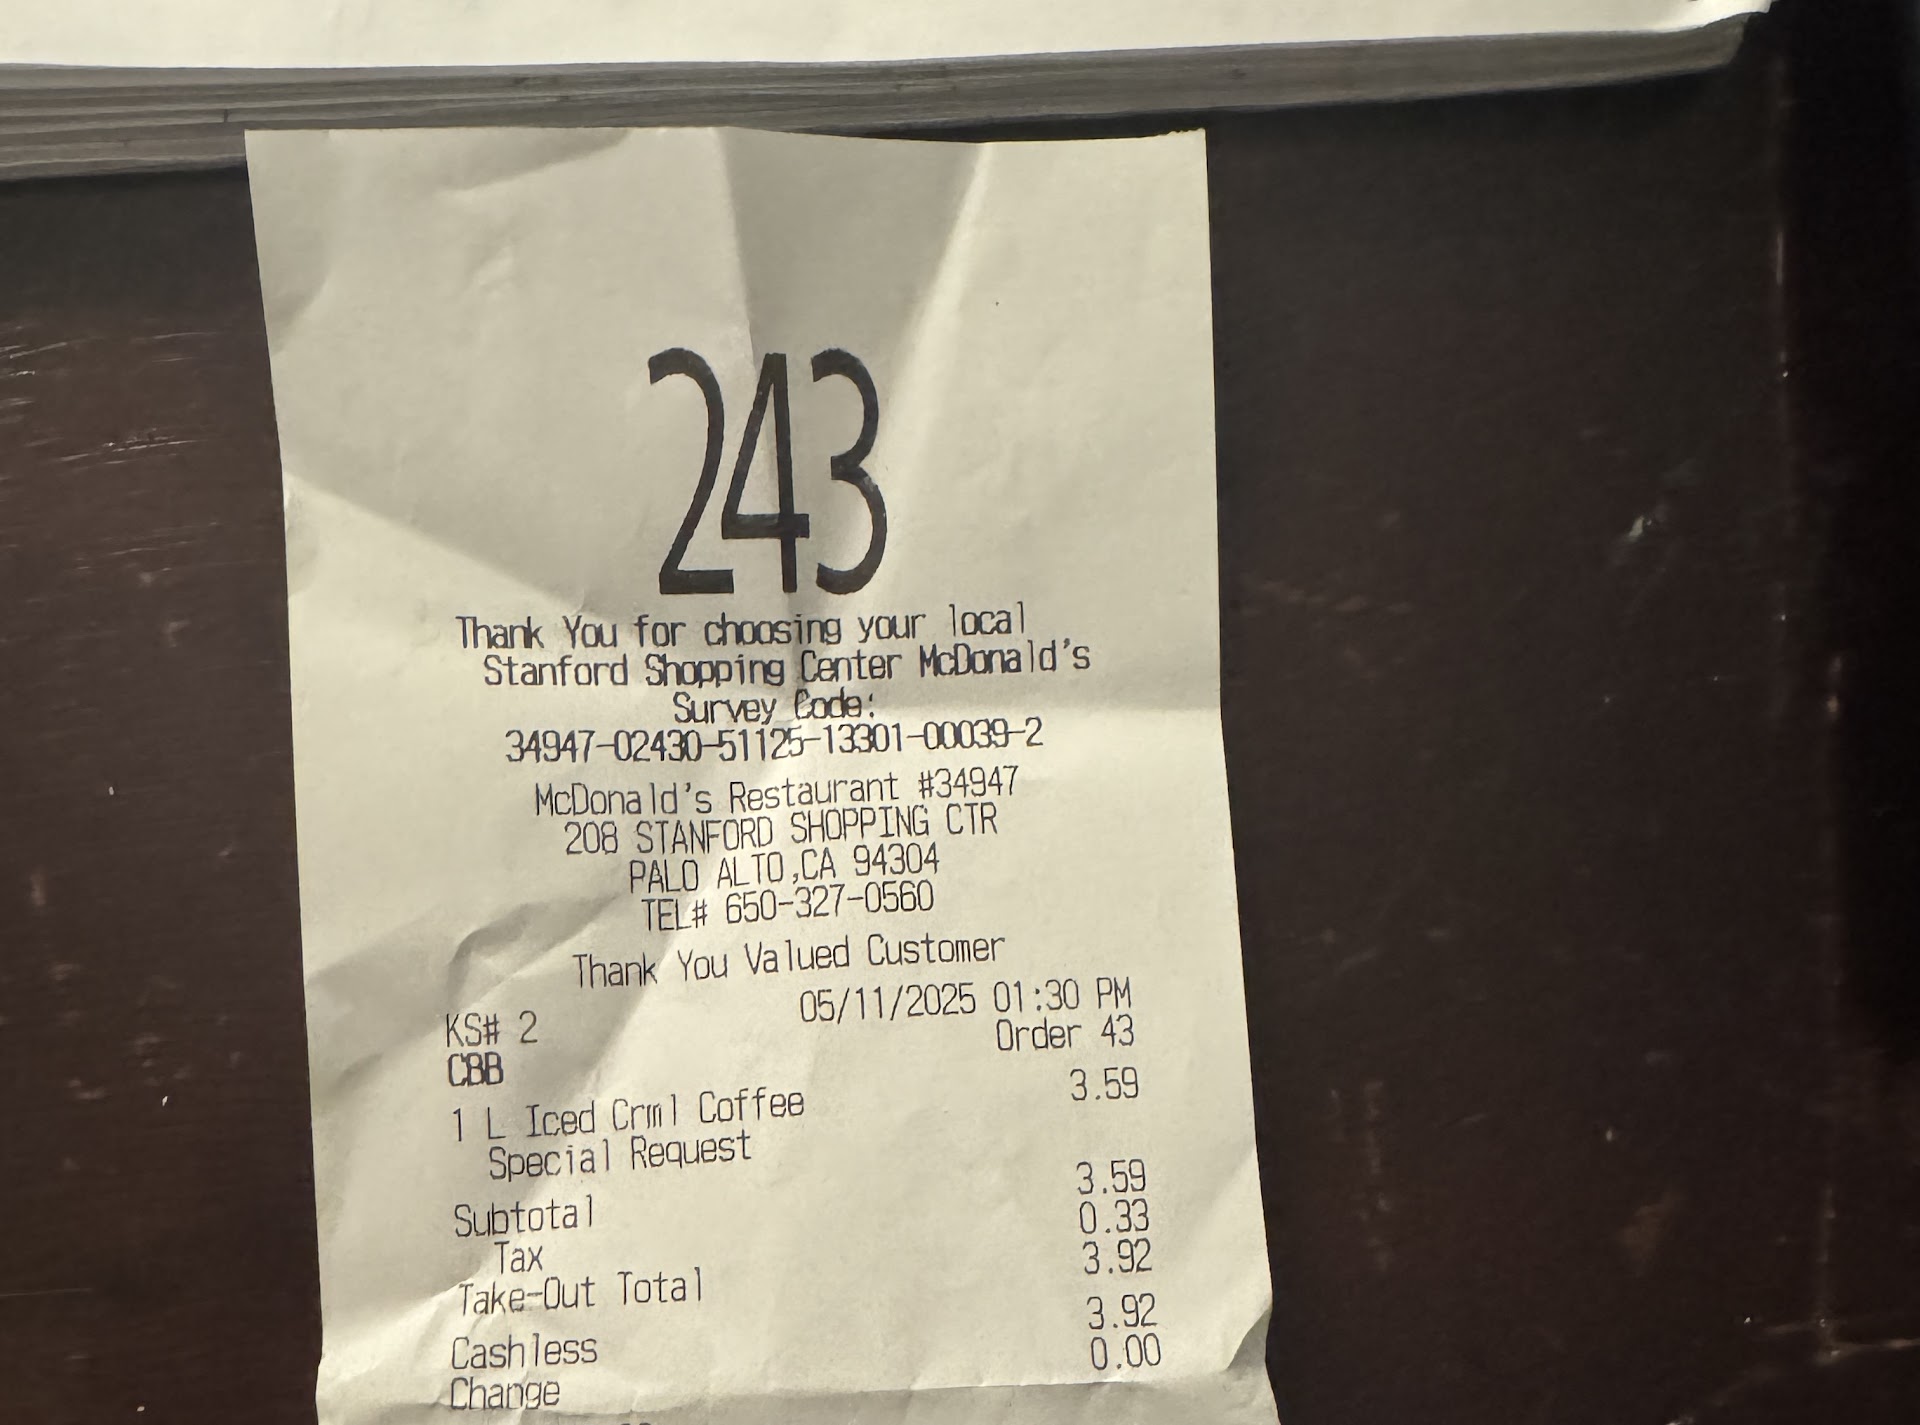 243
Thank You for choosing your local
Stanford Shopping Center McDonald's
Survey Code:
34947-02430-51125-13301-00039-2
McDonald's Restaurant #34947
208 STANFORD SHOPPING CTR
PALO ALTO,CA 94304
TEL# 650-327-0560
Thank You Valued Customer
KS# 2 05/11/2025 01:30 PM
CBB Order 43
1 L Iced Crml Coffee 3.59
Special Request
Subtotal 3.59
Tax 0.33
Take-Out Total 3.92
Cashless 3.92
Change 0.00